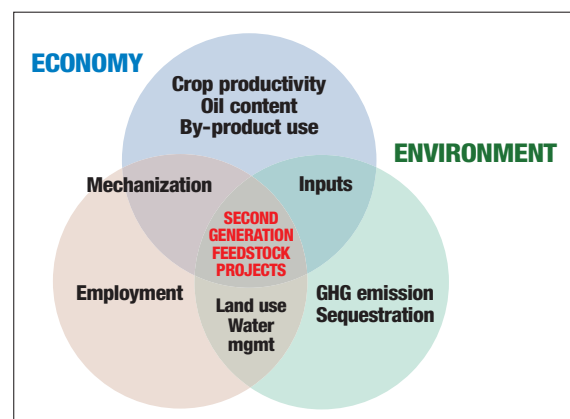 ECONOMY
Crop productivity
Oil content
By-product use
ENVIRONMENT
Mechanization
Inputs
SECOND
GENERATION
FEEDSTOCK
PROJECTS
Employment
Land use
Water
mgmt
GHG emission
Sequestration